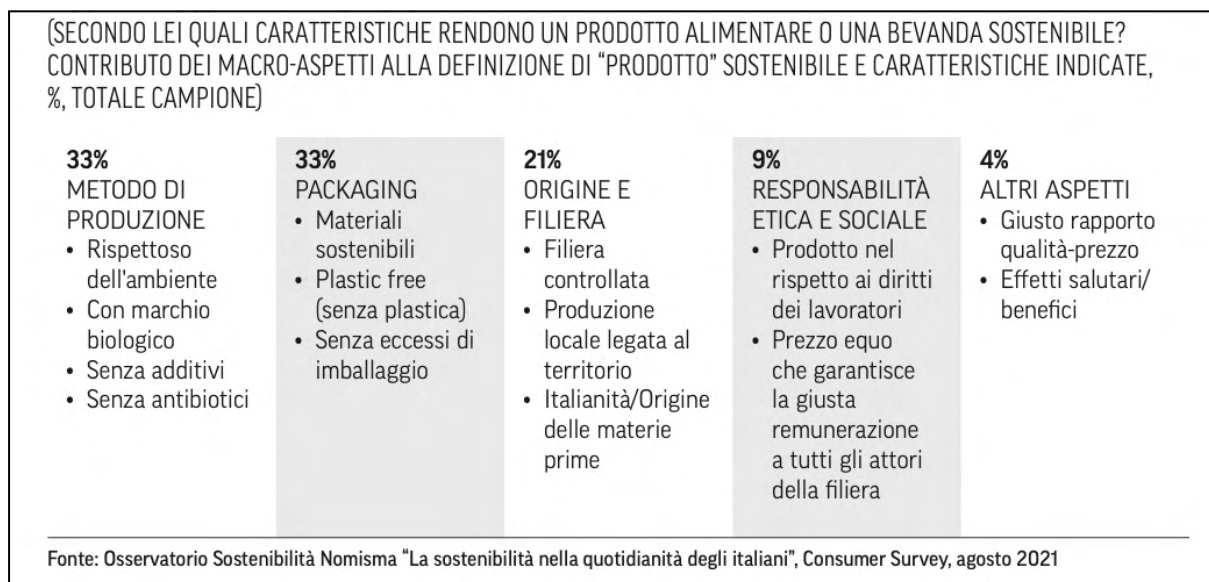 (SECONDO LEI QUALI CARATTERISTICHE RENDONO UN PRODOTTO ALIMENTARE O UNA BEVANDA SOSTENIBILE?
CONTRIBUTO DEI MACRO-ASPETTI ALLA DEFINIZIONE DI “PRODOTTO” SOSTENIBILE E CARATTERISTICHE INDICATE,
%, TOTALE CAMPIONE)
33%
METODO DI
PRODUZIONE
• Rispettoso
dell'ambiente
• Con marchio
biologico
• Senza additivi
• Senza antibiotici
33%
PACKAGING
• Materiali
sostenibili
• Plastic free
(senza plastica)
• Senza eccessi di
imballaggio
21%
ORIGINE E
FILIERA
• Filiera
controllata
• Produzione
locale legata al
territorio
• Italianità/Origine
delle materie
prime
9%
RESPONSABILITÀ
ETICA E SOCIALE
• Prodotto nel
rispetto ai diritti
dei lavoratori
• Prezzo equo
che garantisce
la giusta
remunerazione
a tutti gli attori
della filiera
4%
ALTRI ASPETTI
• Giusto rapporto
qualità-prezzo
• Effetti salutari/
benefici
Fonte: Osservatorio Sostenibilità Nomisma “La sostenibilità nella quotidianità degli italiani”, Consumer Survey, agosto 2021